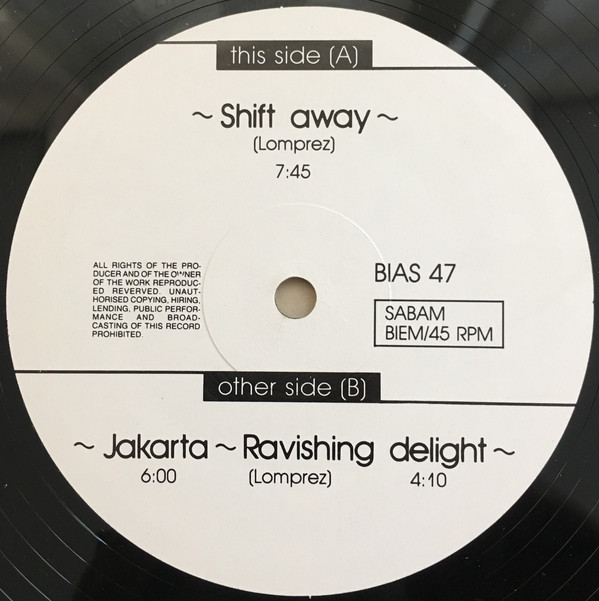 this side (A)
~ Shift away ~
(Lomprez)
7:45
ALL RIGHTS OF THE PRO-
DUCER AND OF THE OWNER
OF THE WORK REPRODUC-
ED REVERVED. UNAUT-
HORISED COPYING, HIRING,
LENDING, PUBLIC PERFOR-
MANCE AND BROAD-
CASTING OF THIS RECORD
PROHIBITED.
BIAS 47
SABAM
BIEM/45 RPM
other side (B)
~ Jakarta ~ Ravishing delight ~
6:00 (Lomprez) 4:10